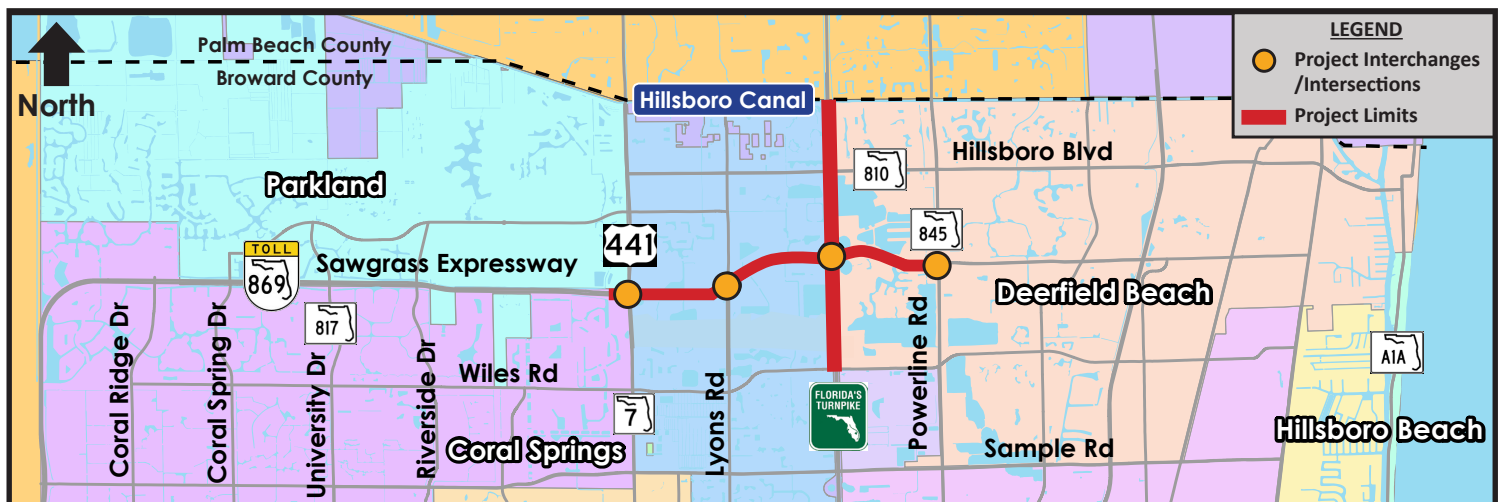 Palm Beach County
Broward County
North
Hillsboro Canal
LEGEND
Project Interchanges
/Intersections
Project Limits
Hillsboro Blvd
810
Parkland
845
441
TOLL
869
Sawgrass Expressway
Deerfield Beach
817
A1A
Coral Ridge Dr
Coral Spring Dr
University Dr
Riverside Dr
Wiles Rd
Lyons Rd
Powerline Rd
FLORIDA'S
TURNPIKE
7
Coral Springs
Sample Rd
Hillsboro Beach